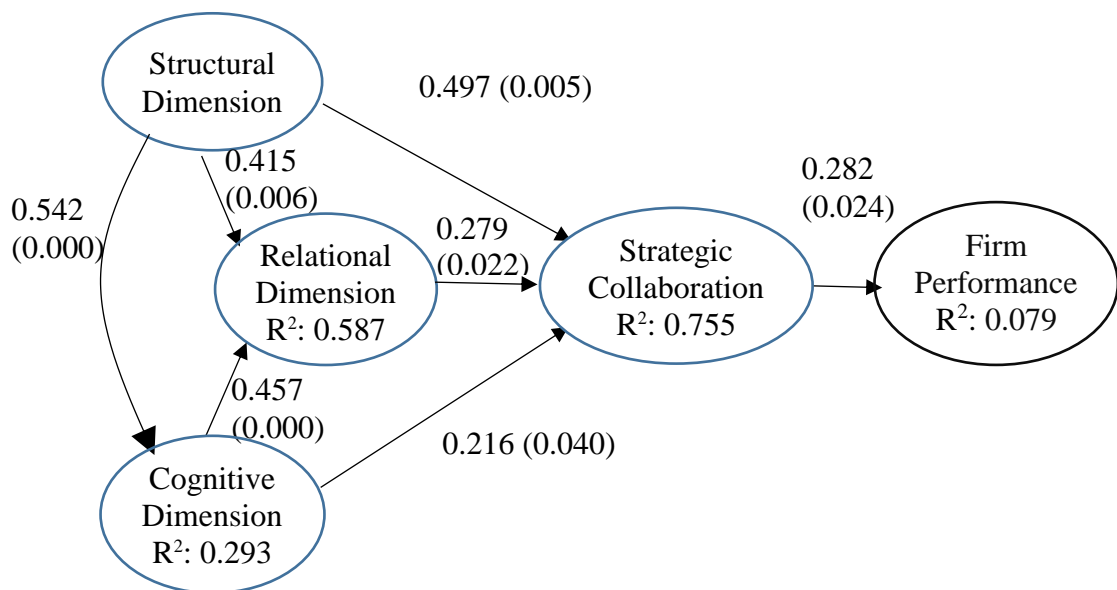 Structural
Dimension
0.497 (0.005)
0.415
(0.006)
0.282
(0.024)
0.542
(0.000)
0.279
(0.022)
Relational
Dimension
R²: 0.587
Strategic
Collaboration
R²: 0.755
Firm
Performance
R²: 0.079
0.457
(0.000)
0.216 (0.040)
Cognitive
Dimension
R²: 0.293